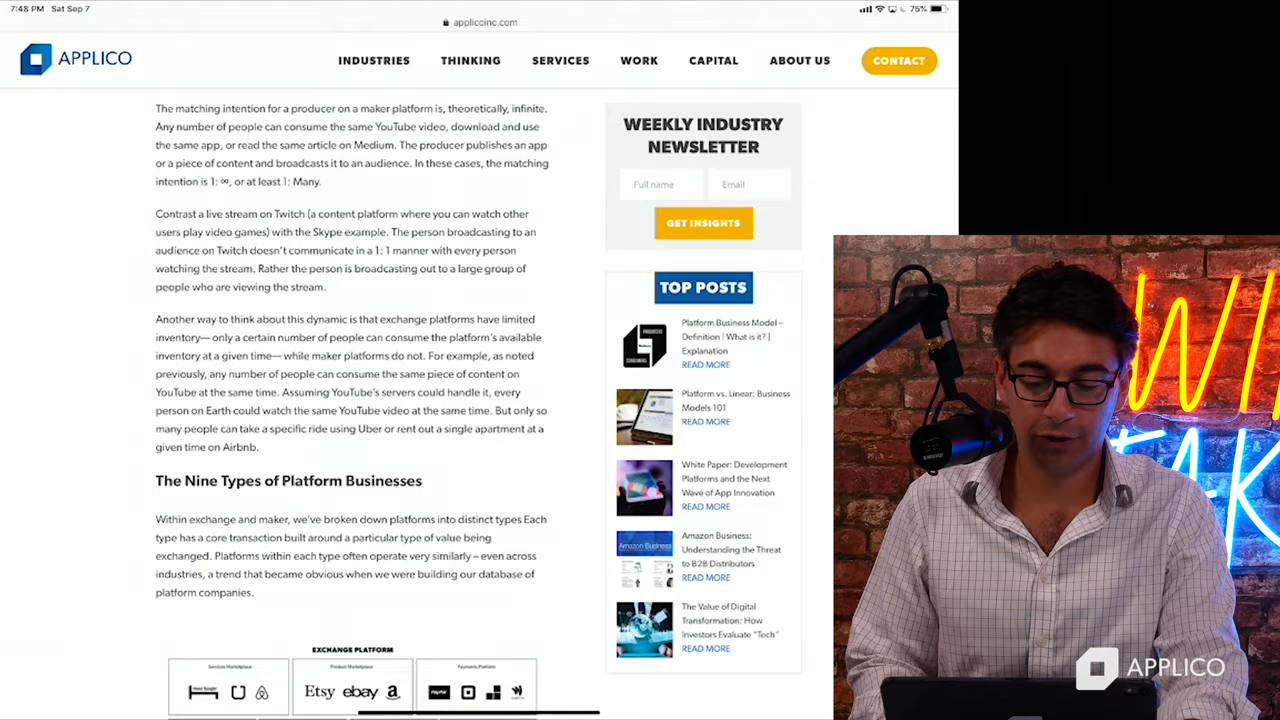 7:48 PM Sat Sep 7
75%
applicoinc.com
APPLICO
INDUSTRIES THINKING SERVICES WORK CAPITAL ABOUT US CONTACT
The matching intention for a producer on a maker platform is, theoretically, infinite.
Any number of people can consume the same YouTube video, download and use
the same app, or read the same article on Medium. The producer publishes an app
or a piece of content and broadcasts it to an audience. In these cases, the matching
intention is 1: ∞, or at least 1: Many.
Contrast a live stream on Twitch (a content platform where you can watch other
users play video games) with the Skype example. The person broadcasting to an
audience on Twitch doesn't communicate in a 1: 1 manner with every person
watching the stream. Rather the person is broadcasting out to a large group of
people who are viewing the stream.
Another way to think about this dynamic is that exchange platforms have limited
inventory— only a certain number of people can consume the platform's available
inventory at a given time— while maker platforms do not. For example, as noted
previously, any number of people can consume the same piece of content on
YouTube at the same time. Assuming YouTube's servers could handle it, every
person on Earth could watch the same YouTube video at the same time. But only so
many people can take a specific ride using Uber or rent out a single apartment at a
given time on Airbnb.
The Nine Types of Platform Businesses
Within exchange and maker, we've broken down platforms into distinct types Each
type has a core transaction built around a particular type of value being
exchanged. Platforms within each type often operate very similarly – even across
industries, a trend that became obvious when we were building our database of
platform companies.
EXCHANGE PLATFORM
Services Marketplace
Product Marketplace
Payments Platform
Etsy ebay a
PayPal
WEEKLY INDUSTRY
NEWSLETTER
Full name
Email
GET INSIGHTS
TOP POSTS
Platform Business Model –
Definition | What is it? |
Explanation
READ MORE
Platform vs. Linear: Business
Models 101
READ MORE
White Paper: Development
Platforms and the Next
Wave of App Innovation
READ MORE
Amazon Business
Amazon Business:
Understanding the Threat
to B2B Distributors
READ MORE
The Value of Digital
Transformation: How
Investors Evaluate "Tech"
READ MORE
APPLICO